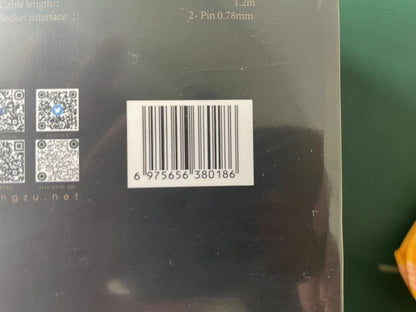 Cable length : 1.2m
Socket interface : 2- Pin 0.78mm
6 975656 380186
ngzu.net